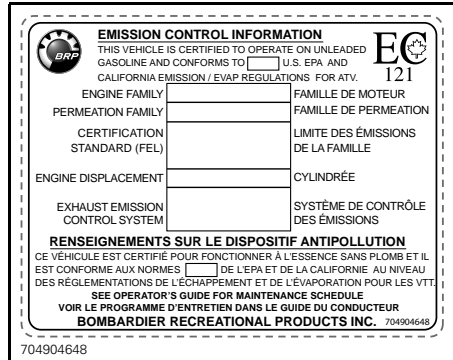 EMISSION CONTROL INFORMATION
THIS VEHICLE IS CERTIFIED TO OPERATE ON UNLEADED
GASOLINE AND CONFORMS TO U.S. EPA AND
CALIFORNIA EMISSION / EVAP REGULATIONS FOR ATV.
BRP
EC
121
ENGINE FAMILY FAMILLE DE MOTEUR
PERMEATION FAMILY FAMILLE DE PERMEATION
CERTIFICATION LIMITE DES ÉMISSIONS
STANDARD (FEL) DE LA FAMILLE
ENGINE DISPLACEMENT CYLINDRÉE
EXHAUST EMISSION SYSTÈME DE CONTRÔLE
CONTROL SYSTEM DES ÉMISSIONS
RENSEIGNEMENTS SUR LE DISPOSITIF ANTIPOLLUTION
CE VÉHICULE EST CERTIFIÉ POUR FONCTIONNER À L'ESSENCE SANS PLOMB ET IL
EST CONFORME AUX NORMES DE L'EPA ET DE LA CALIFORNIE AU NIVEAU
DES RÉGLEMENTATIONS DE L'ÉCHAPPEMENT ET DE L'ÉVAPORATION POUR LES VTT.
SEE OPERATOR'S GUIDE FOR MAINTENANCE SCHEDULE
VOIR LE PROGRAMME D'ENTRETIEN DANS LE GUIDE DU CONDUCTEUR
BOMBARDIER RECREATIONAL PRODUCTS INC. 704904648
704904648